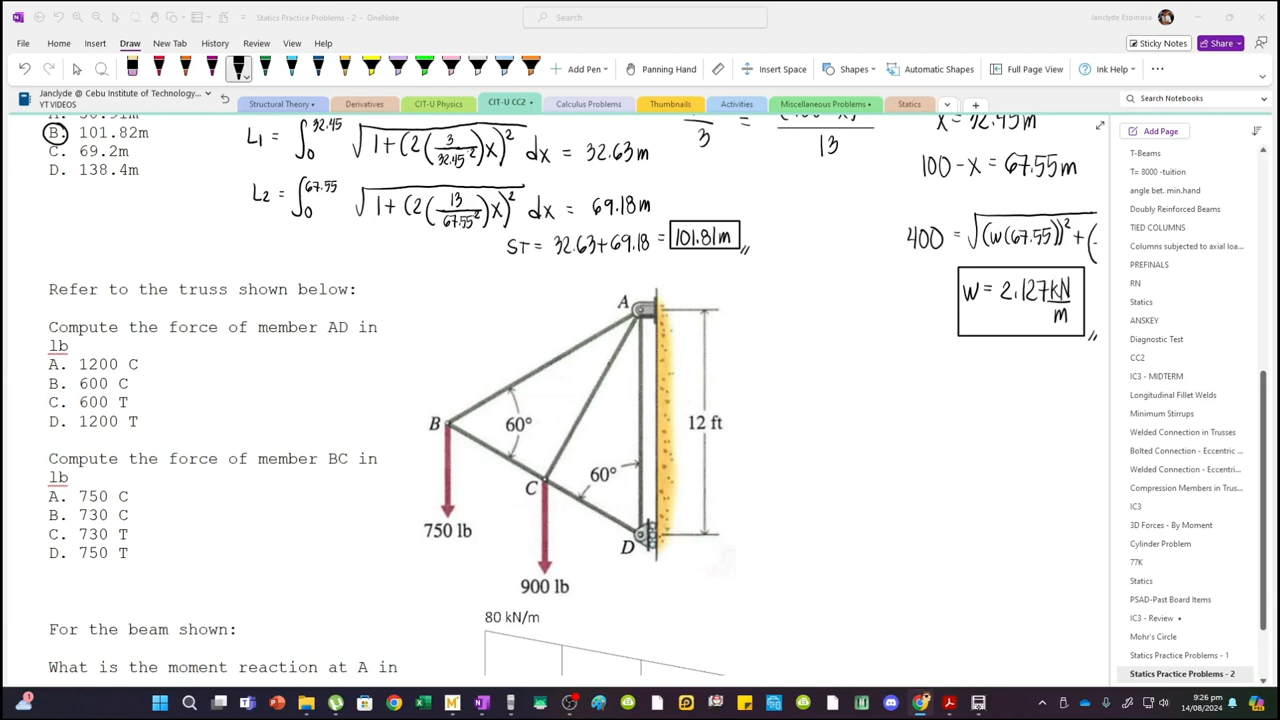 Statics Practice Problems - 2 - OneNote
Search
Janclyde Espinosa
File Home Insert Draw New Tab History Review View Help
Sticky Notes
Share
Add Pen
Panning Hand
Insert Space
Shapes
Automatic Shapes
Full Page View
Ink Help
Janclyde @ Cebu Institute of Technology...
YT VIDEOS
Structural Theory
Derivatives
CIT-U Physics
CIT-U CC2
Calculus Problems
Thumbnails
Activities
Miscellaneous Problems
Statics
Search Notebooks
B. 101.82m
C. 69.2m
D. 138.4m
L1 = ∫0^32.45 √(1+(2(3/32.45²)x)²) dx = 32.63m
L2 = ∫0^67.55 √(1+(2(13/67.55²)x)²) dx = 69.18m
ST = 32.63+69.18 = 101.81m
3 = 13
x = 32.45m
100 - x = 67.55m
400 = √(w(67.55))² + (
w = 2.127 kN/m
Refer to the truss shown below:
Compute the force of member AD in
lb
A. 1200 C
B. 600 C
C. 600 T
D. 1200 T
Compute the force of member BC in
lb
A. 750 C
B. 730 C
C. 730 T
D. 750 T
A
B
60°
12 ft
C
60°
750 lb
D
900 lb
80 kN/m
For the beam shown:
What is the moment reaction at A in
Add Page
T-Beams
T= 8000 -tuition
angle bet. min.hand
Doubly Reinforced Beams
TIED COLUMNS
Columns subjected to axial loa...
PREFINALS
RN
Statics
ANSKEY
Diagnostic Test
CC2
IC3 - MIDTERM
Longitudinal Fillet Welds
Minimum Stirrups
Welded Connection in Trusses
Bolted Connection - Eccentric ...
Welded Connection - Eccentri...
Compression Members in Trus...
IC3
3D Forces - By Moment
Cylinder Problem
77K
Statics
PSAD-Past Board Items
IC3 - Review
Mohr's Circle
Statics Practice Problems - 1
Statics Practice Problems - 2
9:26 pm
14/08/2024